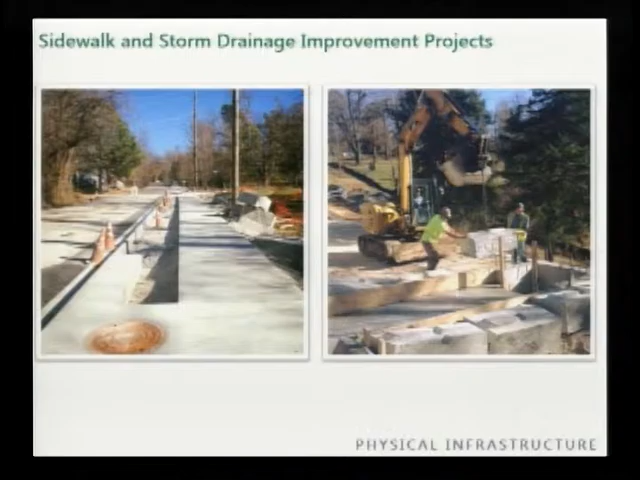 Sidewalk and Storm Drainage Improvement Projects
PHYSICAL INFRASTRUCTURE